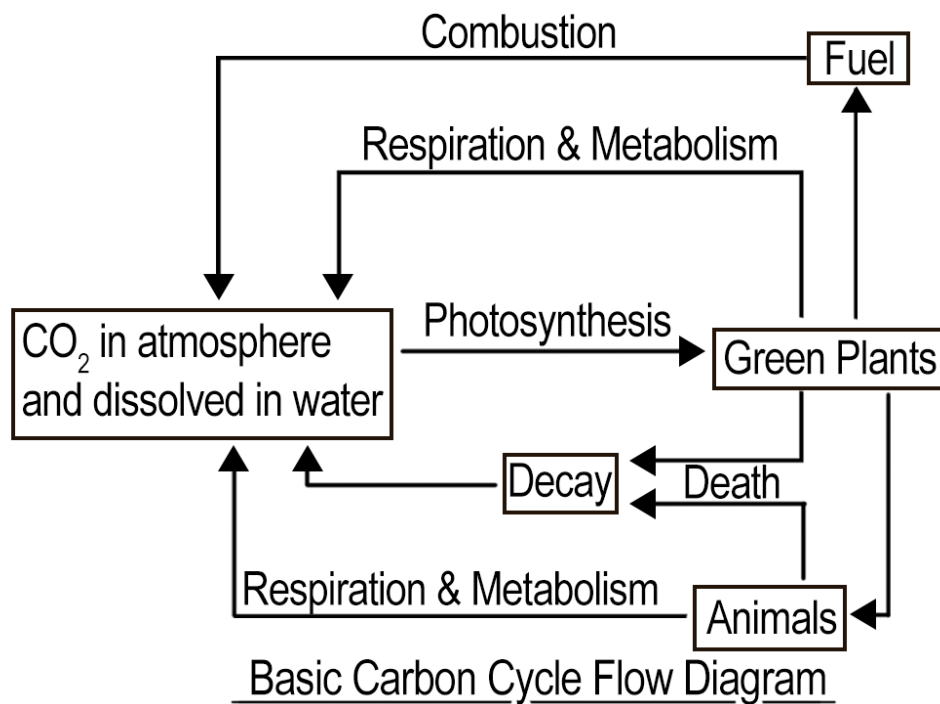 Combustion
Fuel
Respiration & Metabolism
CO₂ in atmosphere
and dissolved in water
Photosynthesis
Green Plants
Decay
Death
Respiration & Metabolism
Animals
Basic Carbon Cycle Flow Diagram